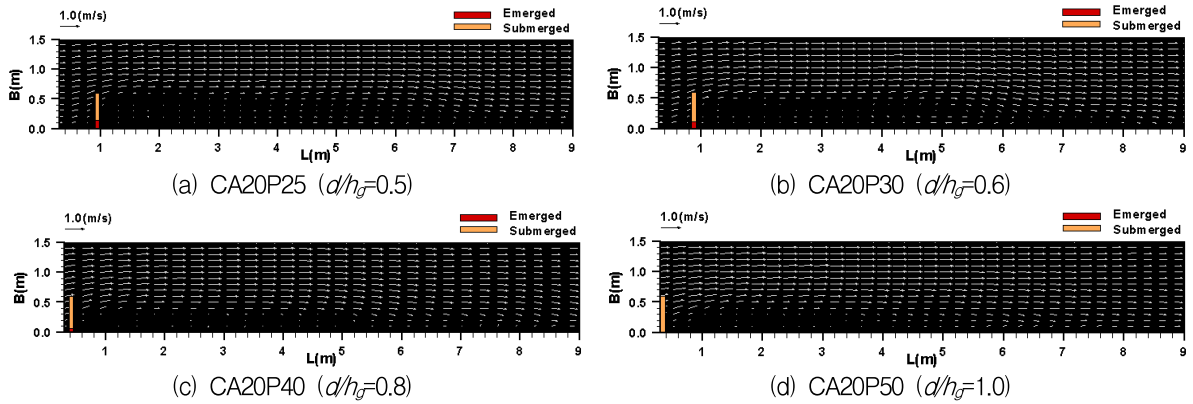 1.0(m/s)
Emerged
Submerged
B(m)
1.5
1.0
0.5
0.0
1 2 3 4 5 6 7 8 9
L(m)
(a) CA20P25 (d/hg=0.5)
1.0(m/s)
Emerged
Submerged
B(m)
1.5
1.0
0.5
0.0
1 2 3 4 5 6 7 8 9
L(m)
(b) CA20P30 (d/hg=0.6)
1.0(m/s)
Emerged
Submerged
B(m)
1.5
1.0
0.5
0.0
1 2 3 4 5 6 7 8 9
L(m)
(c) CA20P40 (d/hg=0.8)
1.0(m/s)
Emerged
Submerged
B(m)
1.5
1.0
0.5
0.0
1 2 3 4 5 6 7 8 9
L(m)
(d) CA20P50 (d/hg=1.0)